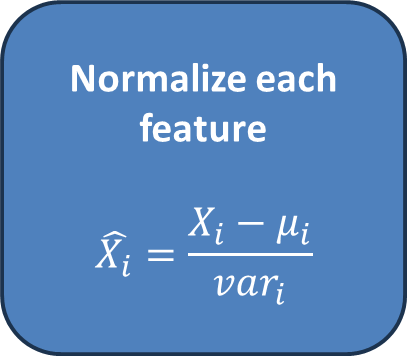 Normalize each
feature
X̂ᵢ = (Xᵢ − μᵢ) / varᵢ